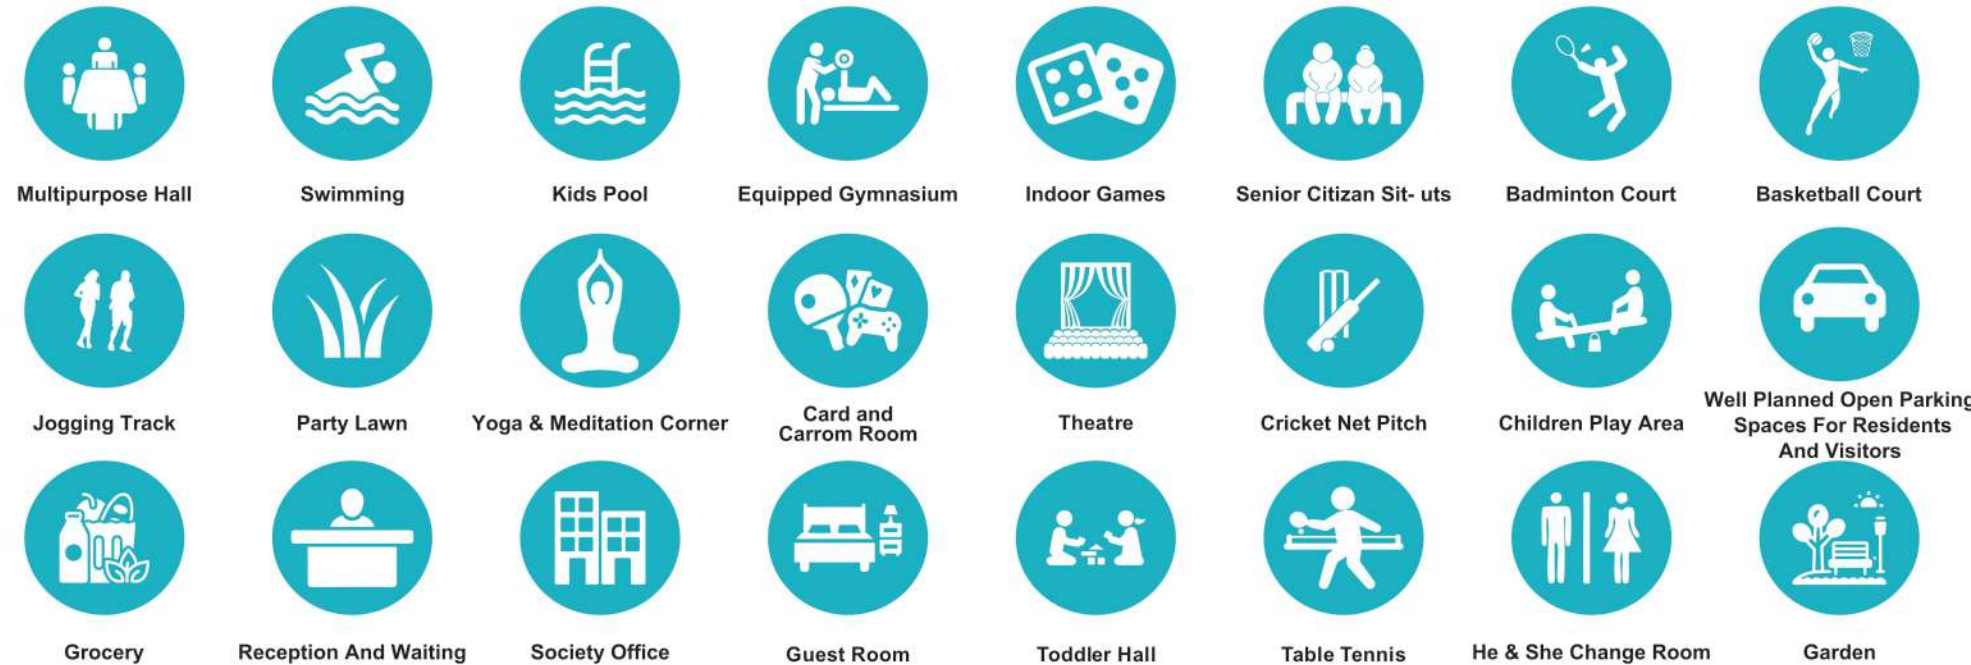 Multipurpose Hall
Swimming
Kids Pool
Equipped Gymnasium
Indoor Games
Senior Citizan Sit- uts
Badminton Court
Basketball Court
Jogging Track
Party Lawn
Yoga & Meditation Corner
Card and
Carrom Room
Theatre
Cricket Net Pitch
Children Play Area
Well Planned Open Parking
Spaces For Residents
And Visitors
Grocery
Reception And Waiting
Society Office
Guest Room
Toddler Hall
Table Tennis
He & She Change Room
Garden